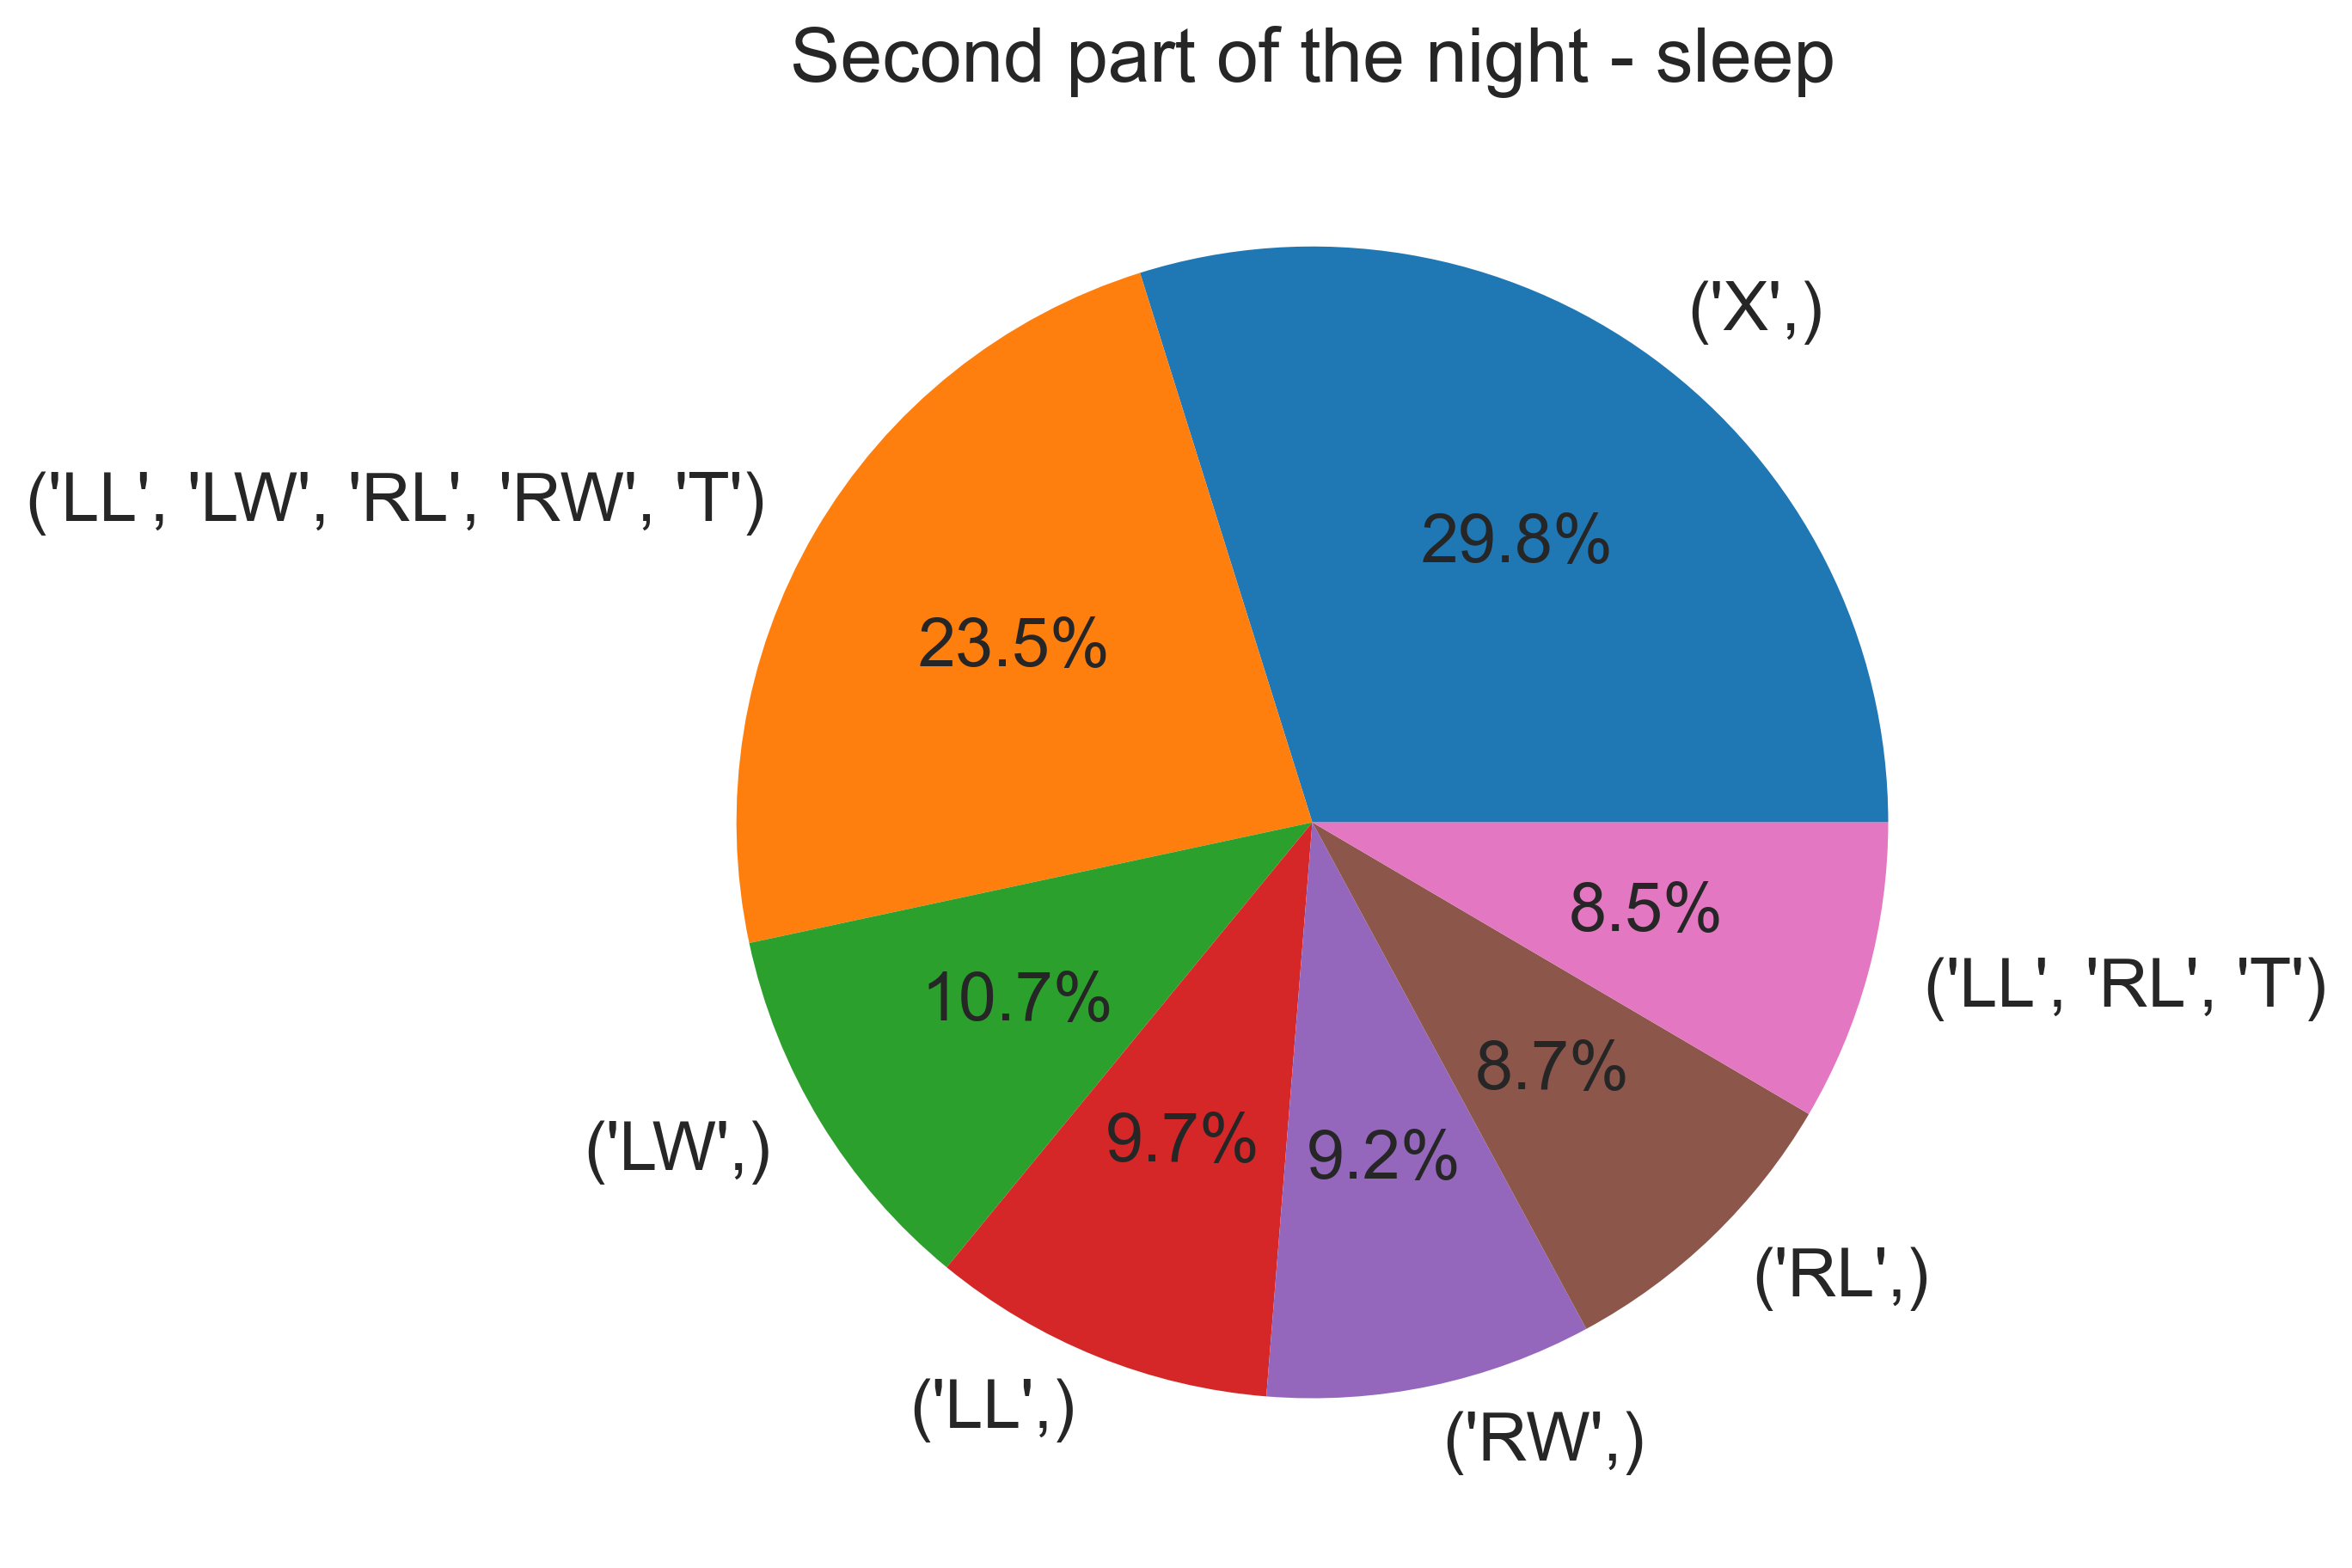 Second part of the night - sleep
('X',)
29.8%
('LL', 'LW', 'RL', 'RW', 'T')
23.5%
10.7%
('LW',)
9.7%
('LL',)
9.2%
('RW',)
8.7%
('RL',)
8.5%
('LL', 'RL', 'T')